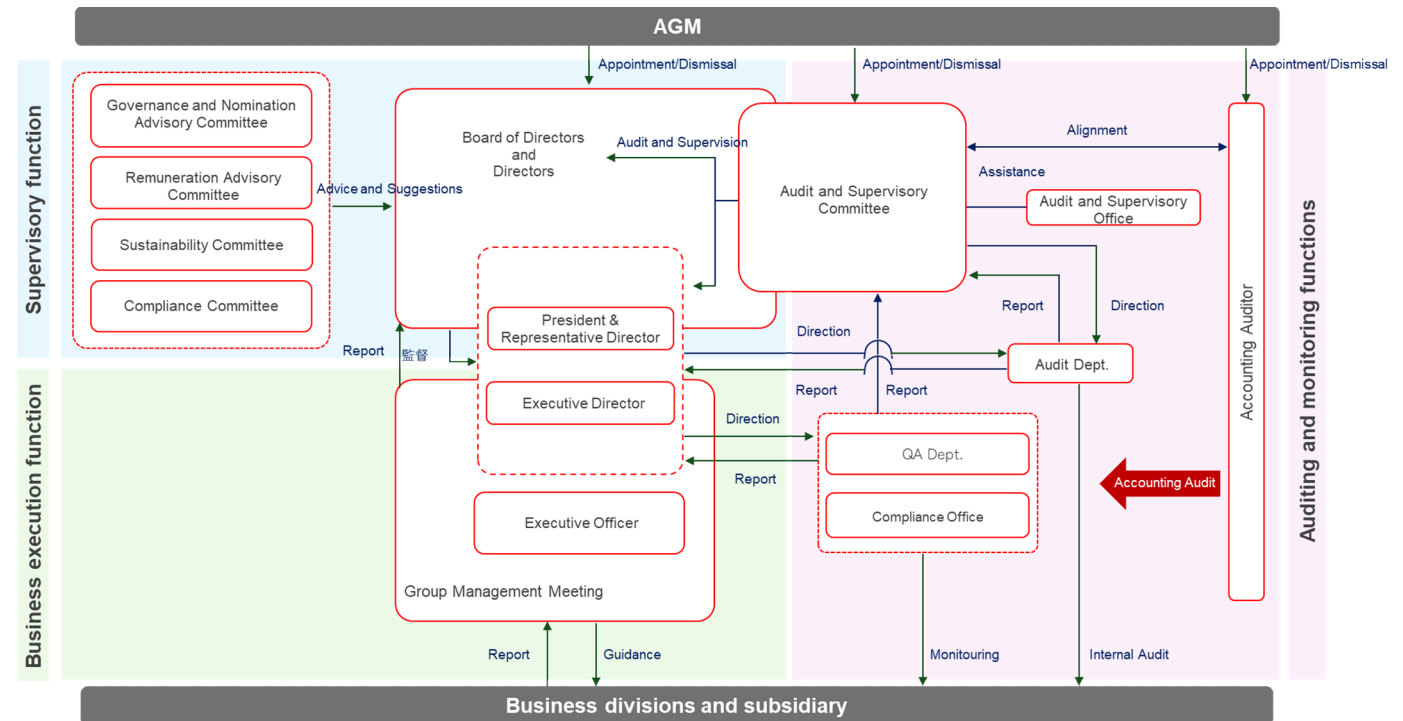 AGM
Appointment/Dismissal
Appointment/Dismissal
Appointment/Dismissal
Supervisory function
Governance and Nomination
Advisory Committee
Remuneration Advisory
Committee
Sustainability Committee
Compliance Committee
Advice and Suggestions
Board of Directors
and
Directors
Audit and Supervision
Audit and Supervisory
Committee
Alignment
Assistance
Audit and Supervisory
Office
Report
Direction
Accounting Auditor
Auditing and monitoring functions
President &
Representative Director
Report
監督
Direction
Audit Dept.
Business execution function
Executive Director
Report
Report
Direction
Report
QA Dept.
Compliance Office
Accounting Audit
Executive Officer
Group Management Meeting
Report
Guidance
Monitouring
Internal Audit
Business divisions and subsidiary